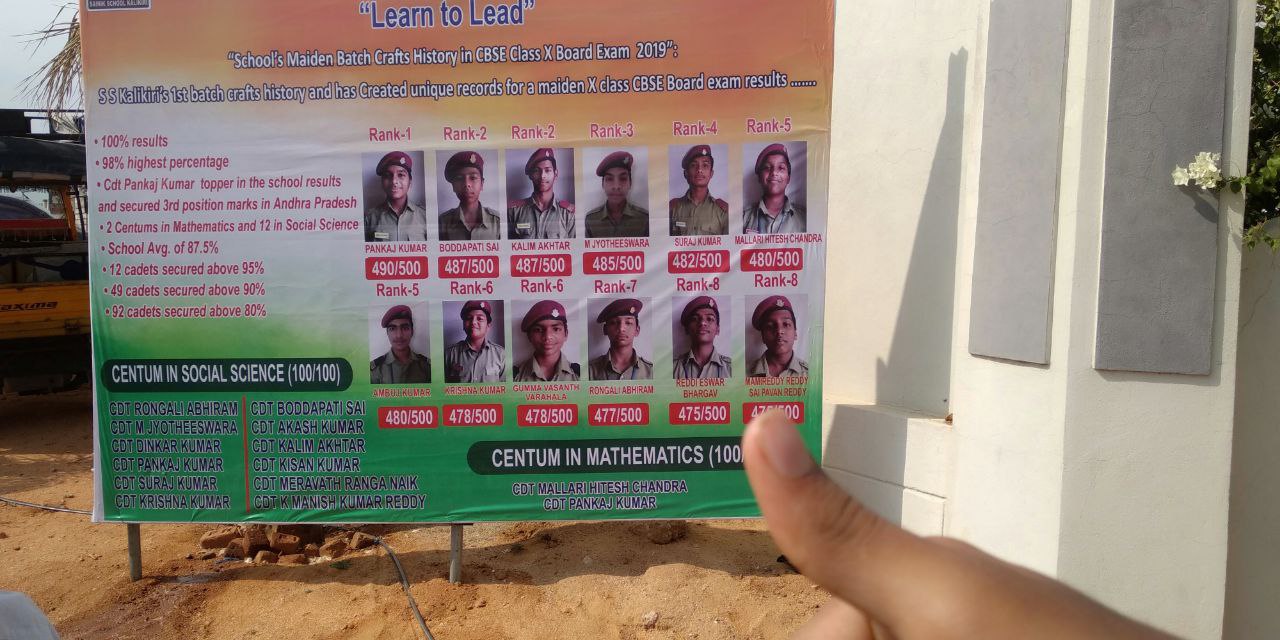 SAINIK SCHOOL KALIKIRI
"Learn to Lead"
"School's Maiden Batch Crafts History in CBSE Class X Board Exam 2019":
S S Kalikiri's 1st batch crafts history and has Created unique records for a maiden X class CBSE Board exam results .......
• 100% results
• 98% highest percentage
• Cdt Pankaj Kumar topper in the school results
and secured 3rd position marks in Andhra Pradesh
• 2 Centums in Mathematics and 12 in Social Science
• School Avg. of 87.5%
• 12 cadets secured above 95%
• 49 cadets secured above 90%
• 92 cadets secured above 80%
Rank-1 Rank-2 Rank-2 Rank-3 Rank-4 Rank-5
PANKAJ KUMAR BODDAPATI SAI KALIM AKHTAR M JYOTHEESWARA SURAJ KUMAR MALLARI HITESH CHANDRA
490/500 487/500 487/500 485/500 482/500 480/500
Rank-5 Rank-6 Rank-6 Rank-7 Rank-8 Rank-8
AMBUJ KUMAR KRISHNA KUMAR GUMMA VASANTH VARAHALA RONGALI ABHIRAM REDDI ESWAR BHARGAV MAMIREDDY REDDY SAI PAVAN REDDY
480/500 478/500 478/500 477/500 475/500 475/500
CENTUM IN SOCIAL SCIENCE (100/100)
CDT RONGALI ABHIRAM
CDT M JYOTHEESWARA
CDT DINKAR KUMAR
CDT PANKAJ KUMAR
CDT SURAJ KUMAR
CDT KRISHNA KUMAR
CDT BODDAPATI SAI
CDT AKASH KUMAR
CDT KALIM AKHTAR
CDT KISAN KUMAR
CDT MERAVATH RANGA NAIK
CDT K MANISH KUMAR REDDY
CENTUM IN MATHEMATICS (100/
CDT MALLARI HITESH CHANDRA
CDT PANKAJ KUMAR
axima